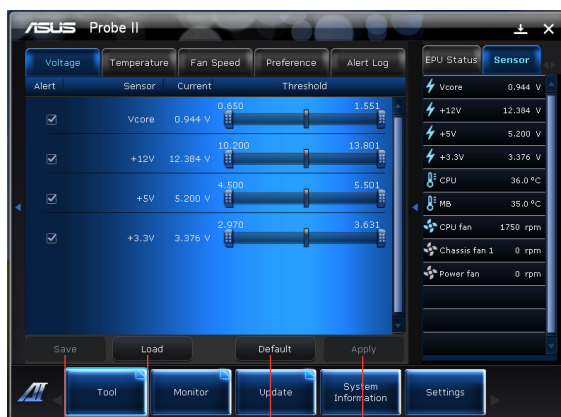 ASUS Probe II
Voltage Temperature Fan Speed Preference Alert Log
EPU Status Sensor
Alert Sensor Current Threshold
Vcore 0.944 V 0.650 1.551
+12V 12.384 V 10.200 13.801
+5V 5.200 V 4.500 5.501
+3.3V 3.376 V 2.970 3.631
Vcore 0.944 V
+12V 12.384 V
+5V 5.200 V
+3.3V 3.376 V
CPU 36.0 ºC
MB 35.0 ºC
CPU fan 1750 rpm
Chassis fan 1 0 rpm
Power fan 0 rpm
Save Load Default Apply
AII Tool Monitor Update System
Information Settings